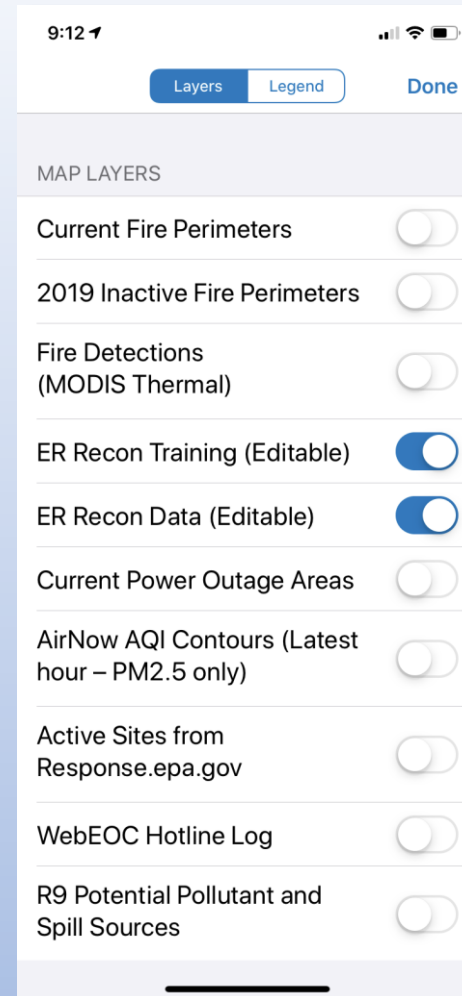 9:12
Layers
Legend
Done
MAP LAYERS
Current Fire Perimeters
2019 Inactive Fire Perimeters
Fire Detections
(MODIS Thermal)
ER Recon Training (Editable)
ER Recon Data (Editable)
Current Power Outage Areas
AirNow AQI Contours (Latest
hour – PM2.5 only)
Active Sites from
Response.epa.gov
WebEOC Hotline Log
R9 Potential Pollutant and
Spill Sources